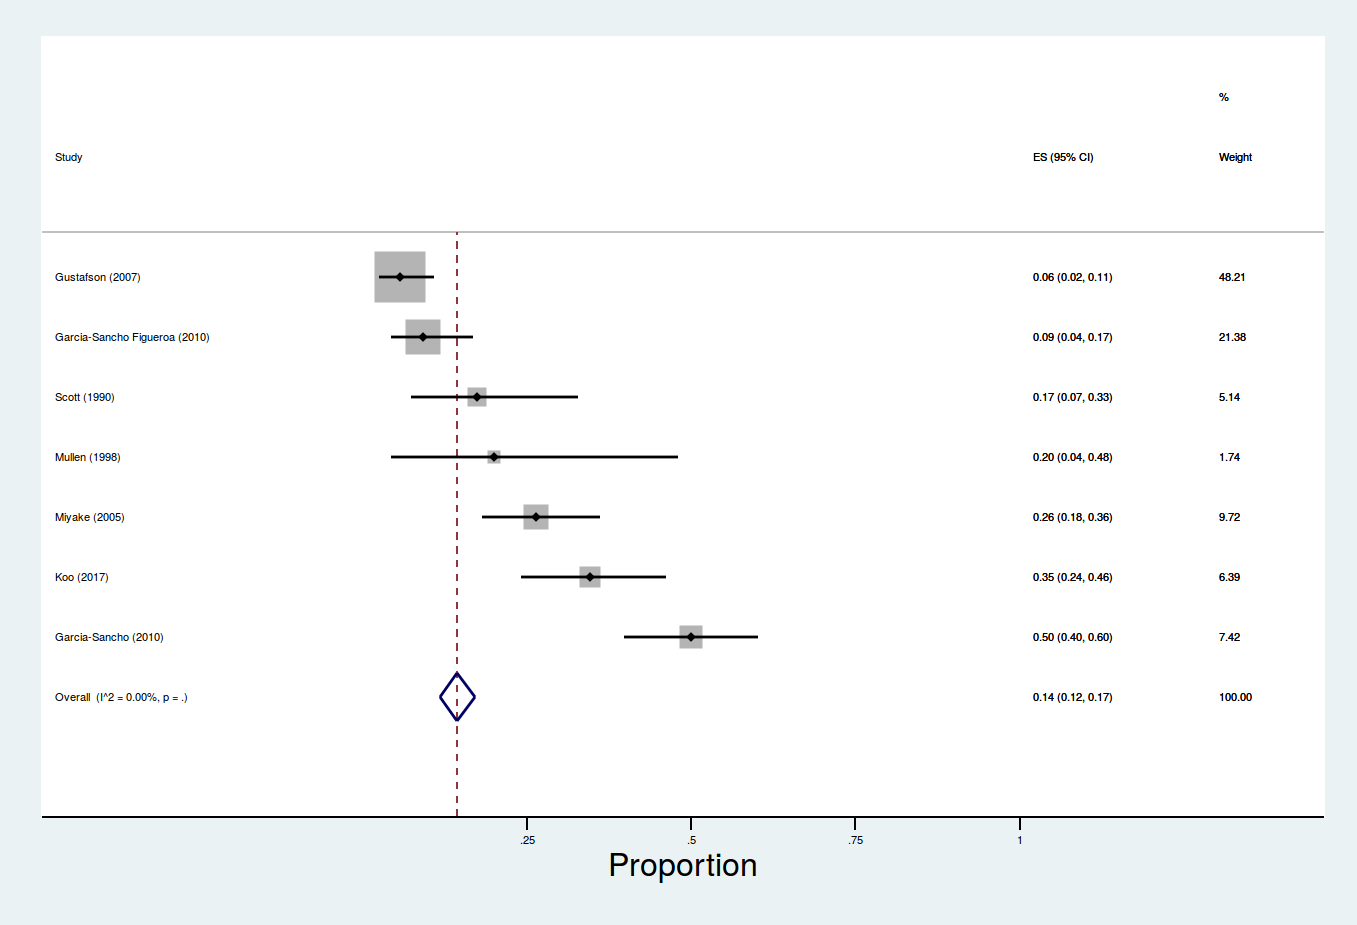 %
Study ES (95% CI) Weight
Gustafson (2007) 0.06 (0.02, 0.11) 48.21
Garcia-Sancho Figueroa (2010) 0.09 (0.04, 0.17) 21.38
Scott (1990) 0.17 (0.07, 0.33) 5.14
Mullen (1998) 0.20 (0.04, 0.48) 1.74
Miyake (2005) 0.26 (0.18, 0.36) 9.72
Koo (2017) 0.35 (0.24, 0.46) 6.39
Garcia-Sancho (2010) 0.50 (0.40, 0.60) 7.42
Overall (I^2 = 0.00%, p = .) 0.14 (0.12, 0.17) 100.00
.25 .5 .75 1
Proportion